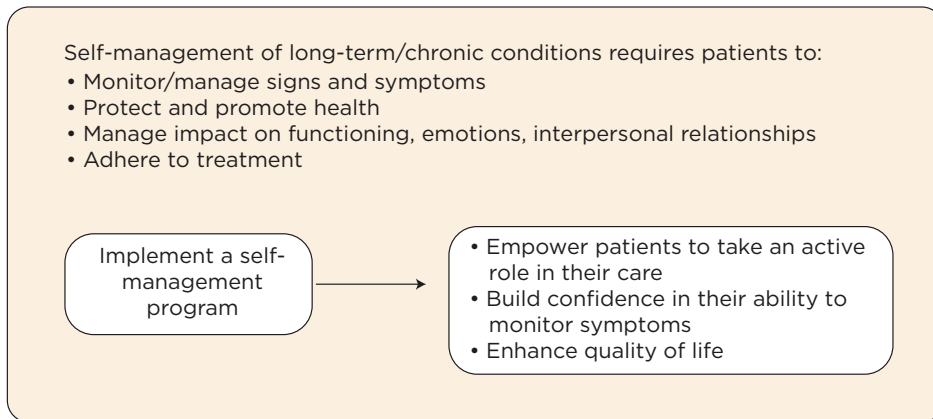 Self-management of long-term/chronic conditions requires patients to:
• Monitor/manage signs and symptoms
• Protect and promote health
• Manage impact on functioning, emotions, interpersonal relationships
• Adhere to treatment
Implement a self-
management
program
• Empower patients to take an active
role in their care
• Build confidence in their ability to
monitor symptoms
• Enhance quality of life